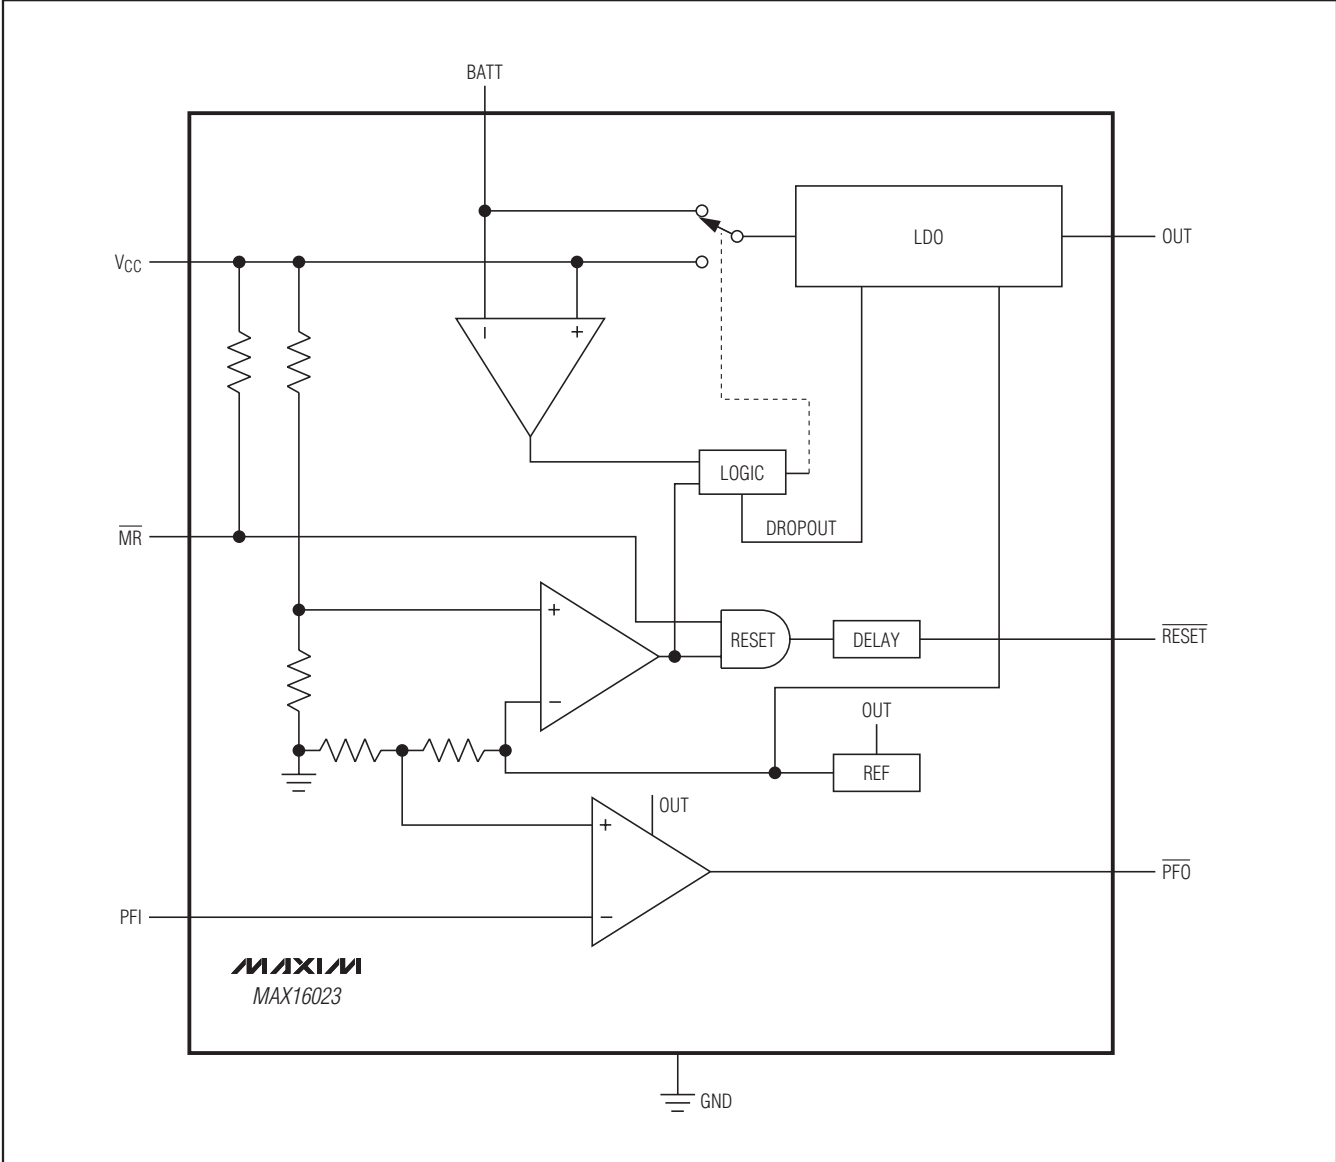 BATT
LDO
OUT
VCC
− +
LOGIC
DROPOUT
MR
+
RESET
DELAY
RESET
−
OUT
REF
OUT
+
PFO
PFI
−
MAXIM
MAX16023
GND